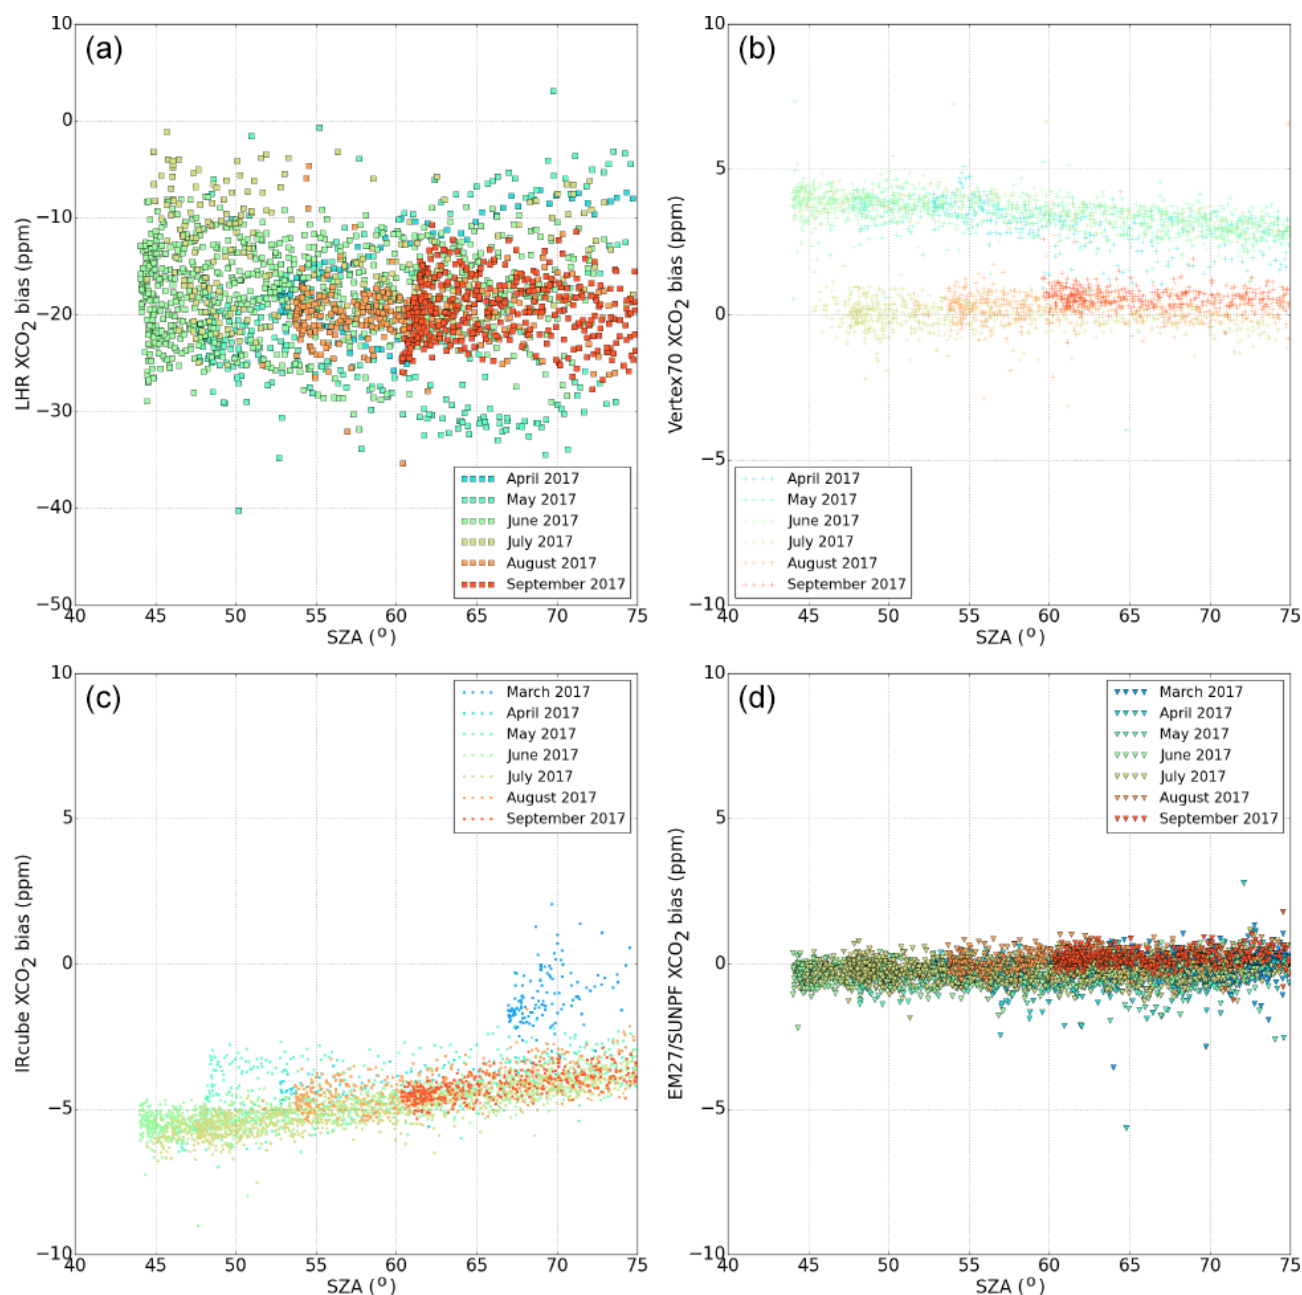 (a)
10
0
−10
−20
−30
−40
−50
LHR XCO2 bias (ppm)
April 2017
May 2017
June 2017
July 2017
August 2017
September 2017
40 45 50 55 60 65 70 75
SZA (°)
(b)
10
5
0
−5
−10
Vertex70 XCO2 bias (ppm)
April 2017
May 2017
June 2017
July 2017
August 2017
September 2017
40 45 50 55 60 65 70 75
SZA (°)
(c)
10
5
0
−5
−10
IRcube XCO2 bias (ppm)
March 2017
April 2017
May 2017
June 2017
July 2017
August 2017
September 2017
40 45 50 55 60 65 70 75
SZA (°)
(d)
10
5
0
−5
−10
EM27/SUNPF XCO2 bias (ppm)
March 2017
April 2017
May 2017
June 2017
July 2017
August 2017
September 2017
40 45 50 55 60 65 70 75
SZA (°)